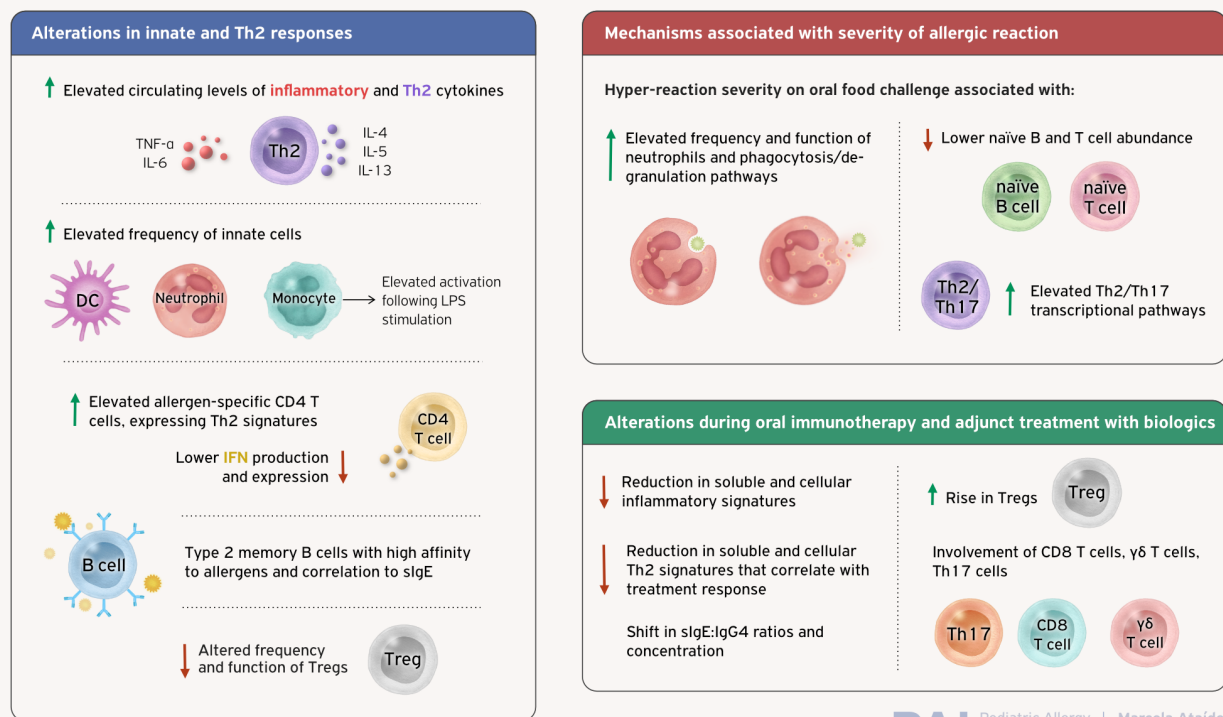 Alterations in innate and Th2 responses
Elevated circulating levels of inflammatory and Th2 cytokines
TNF-α
IL-6
Th2
IL-4
IL-5
IL-13
Elevated frequency of innate cells
DC
Neutrophil
Monocyte
Elevated activation
following LPS
stimulation
Elevated allergen-specific CD4 T
cells, expressing Th2 signatures
Lower IFN production
and expression
CD4
T cell
B cell
Type 2 memory B cells with high affinity
to allergens and correlation to sIgE
Altered frequency
and function of Tregs
Treg
Mechanisms associated with severity of allergic reaction
Hyper-reaction severity on oral food challenge associated with:
Elevated frequency and function of
neutrophils and phagocytosis/de-
granulation pathways
Lower naïve B and T cell abundance
naïve
B cell
naïve
T cell
Th2/
Th17
Elevated Th2/Th17
transcriptional pathways
Alterations during oral immunotherapy and adjunct treatment with biologics
Reduction in soluble and cellular
inflammatory signatures
Reduction in soluble and cellular
Th2 signatures that correlate with
treatment response
Shift in sIgE:IgG4 ratios and
concentration
Rise in Tregs
Treg
Involvement of CD8 T cells, γδ T cells,
Th17 cells
Th17
CD8
T cell
γδ
T cell
Pediatric Allergy | Marcela